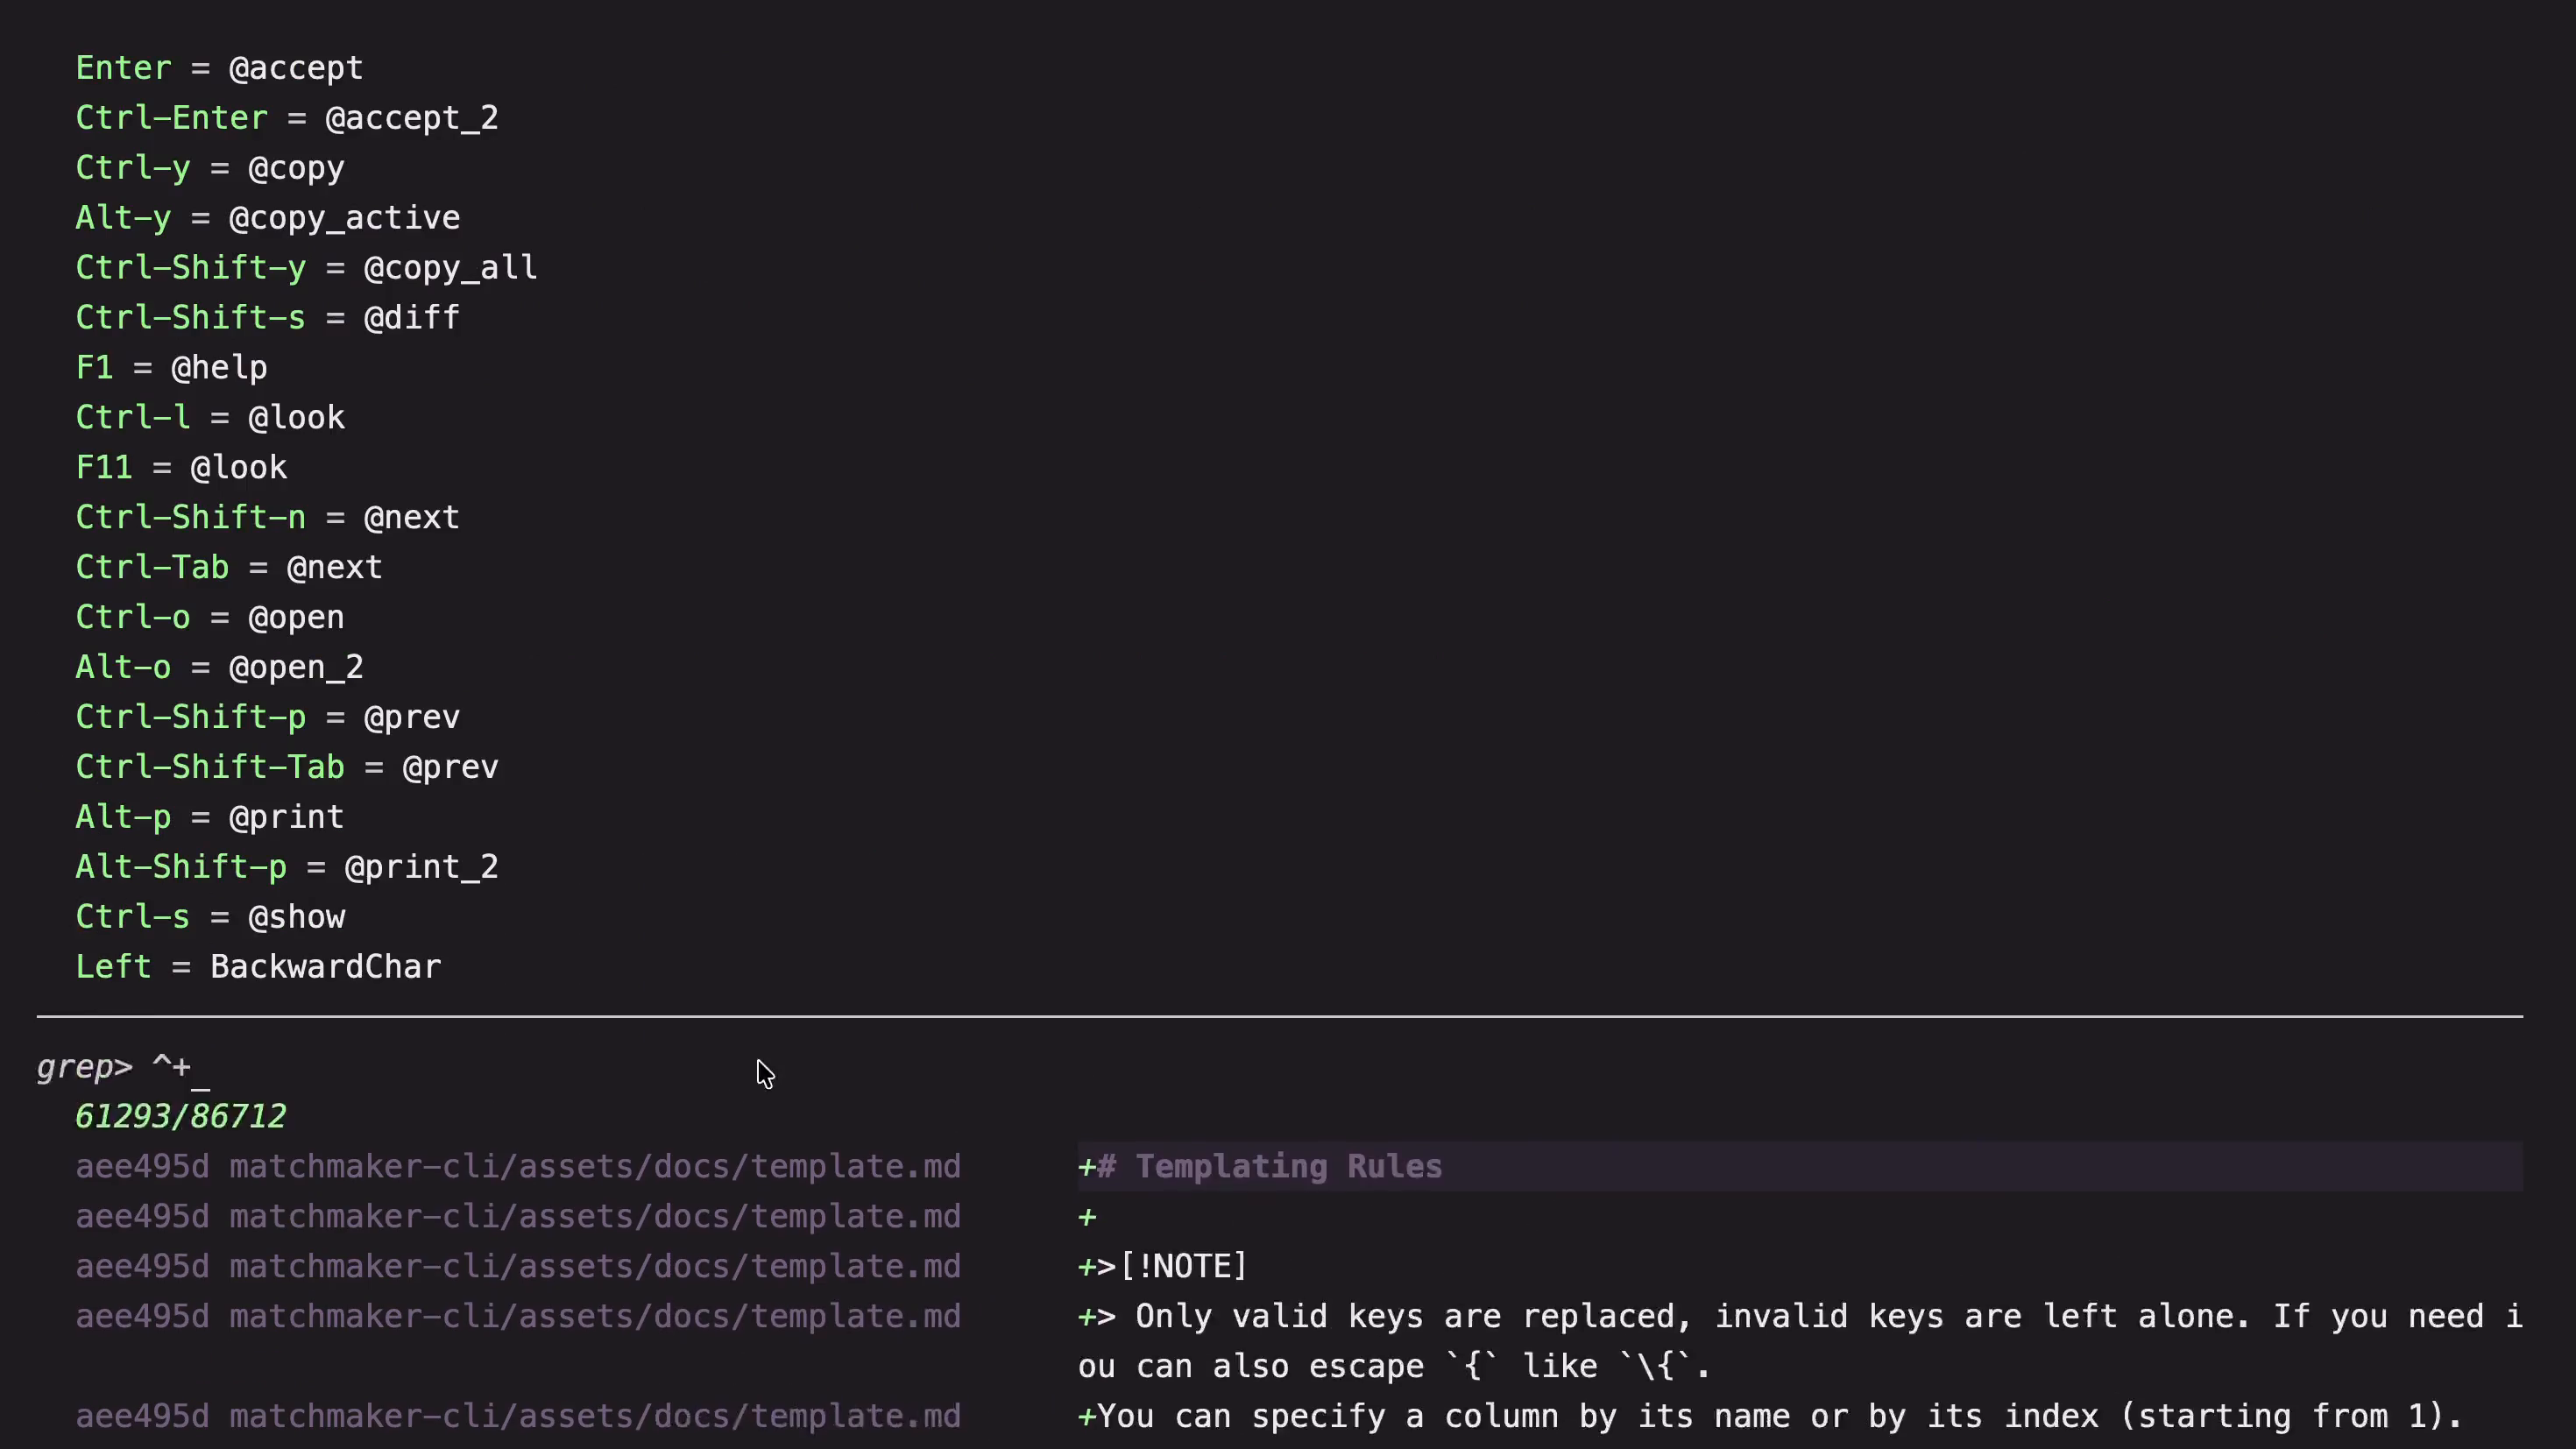 Enter = @accept
Ctrl-Enter = @accept_2
Ctrl-y = @copy
Alt-y = @copy_active
Ctrl-Shift-y = @copy_all
Ctrl-Shift-s = @diff
F1 = @help
Ctrl-l = @look
F11 = @look
Ctrl-Shift-n = @next
Ctrl-Tab = @next
Ctrl-o = @open
Alt-o = @open_2
Ctrl-Shift-p = @prev
Ctrl-Shift-Tab = @prev
Alt-p = @print
Alt-Shift-p = @print_2
Ctrl-s = @show
Left = BackwardChar
grep> ^+_
61293/86712
aee495d matchmaker-cli/assets/docs/template.md +# Templating Rules
aee495d matchmaker-cli/assets/docs/template.md +
aee495d matchmaker-cli/assets/docs/template.md +>[!NOTE]
aee495d matchmaker-cli/assets/docs/template.md +> Only valid keys are replaced, invalid keys are left alone. If you need i
ou can also escape `{` like `\{`.
aee495d matchmaker-cli/assets/docs/template.md +You can specify a column by its name or by its index (starting from 1).